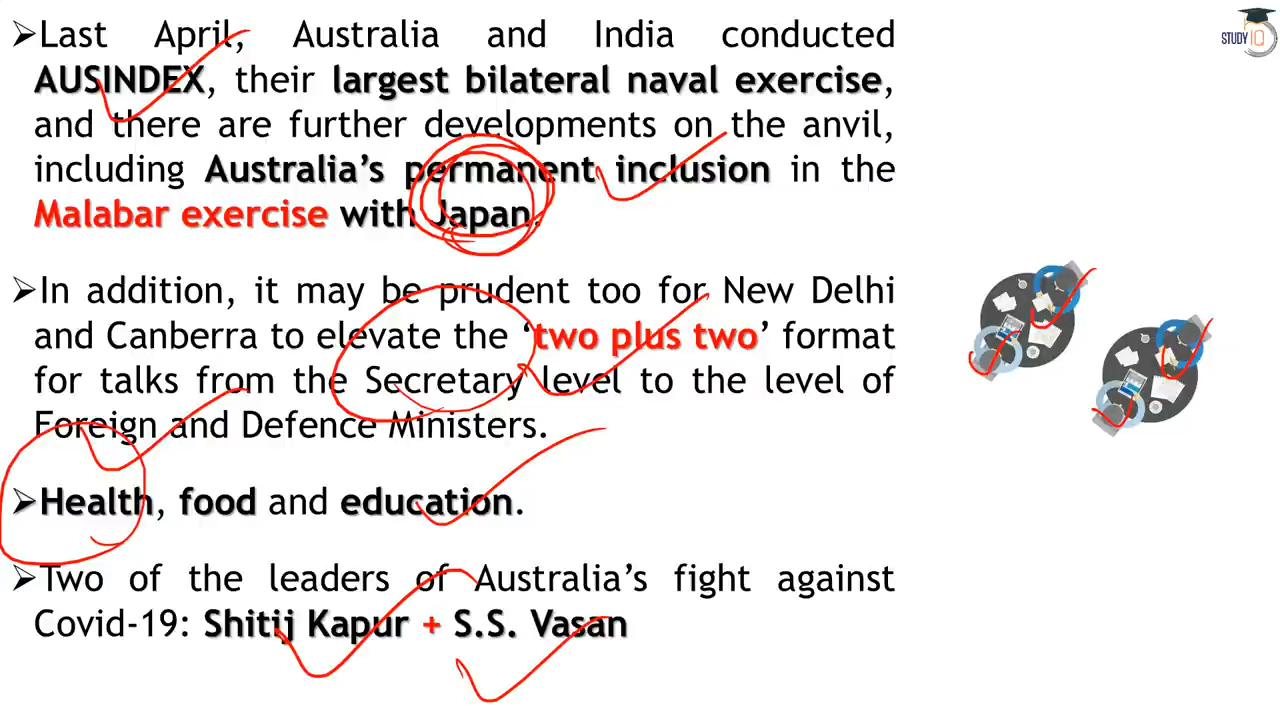 ➢Last April, Australia and India conducted
AUSINDEX, their largest bilateral naval exercise,
and there are further developments on the anvil,
including Australia’s permanent inclusion in the
Malabar exercise with Japan.
➢In addition, it may be prudent too for New Delhi
and Canberra to elevate the ‘two plus two’ format
for talks from the Secretary level to the level of
Foreign and Defence Ministers.
➢Health, food and education.
➢Two of the leaders of Australia’s fight against
Covid-19: Shitij Kapur + S.S. Vasan
STUDY IQ